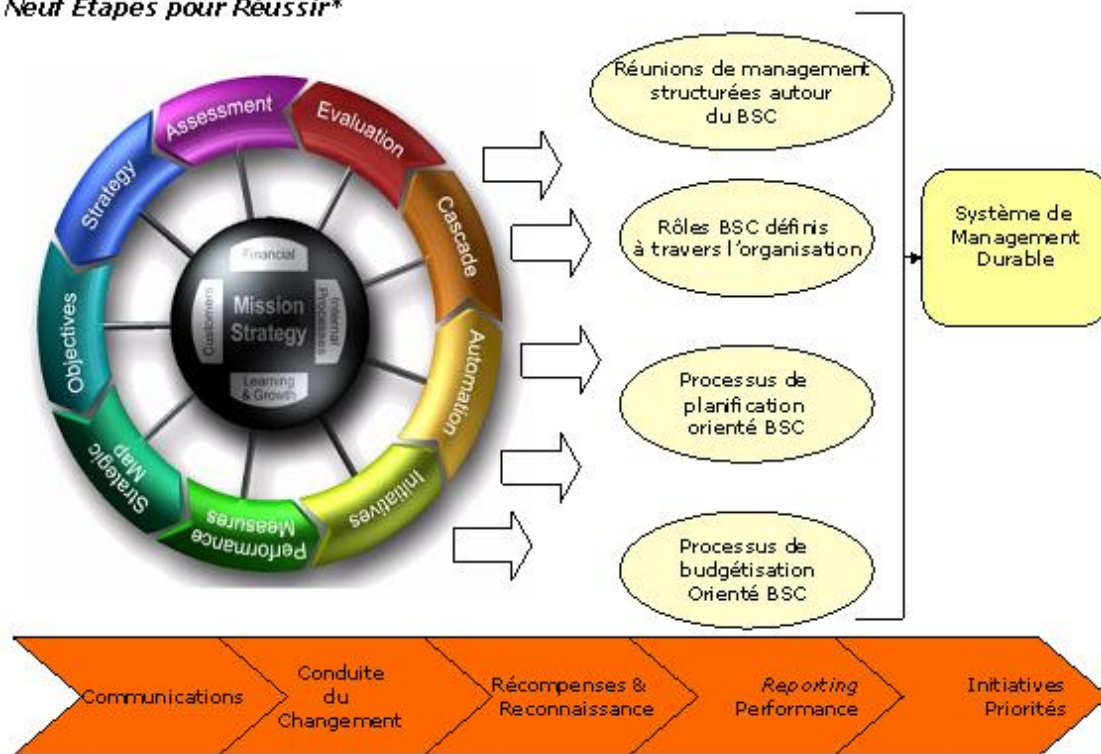 Neuf Etapes pour Réussir*
Assessment
Evaluation
Cascade
Automation
Initiatives
Performance
Measures
Strategic
Map
Objectives
Strategy
Financial
Customers
Mission
Strategy
Internal
Processes
Learning
& Growth
Réunions de management
structurées autour
du BSC
Rôles BSC définis
à travers l'organisation
Processus de
planification
orienté BSC
Processus de
budgétisation
Orienté BSC
Système de
Management
Durable
Communications
Conduite
du
Changement
Récompenses &
Reconnaissance
Reporting
Performance
Initiatives
Priorités